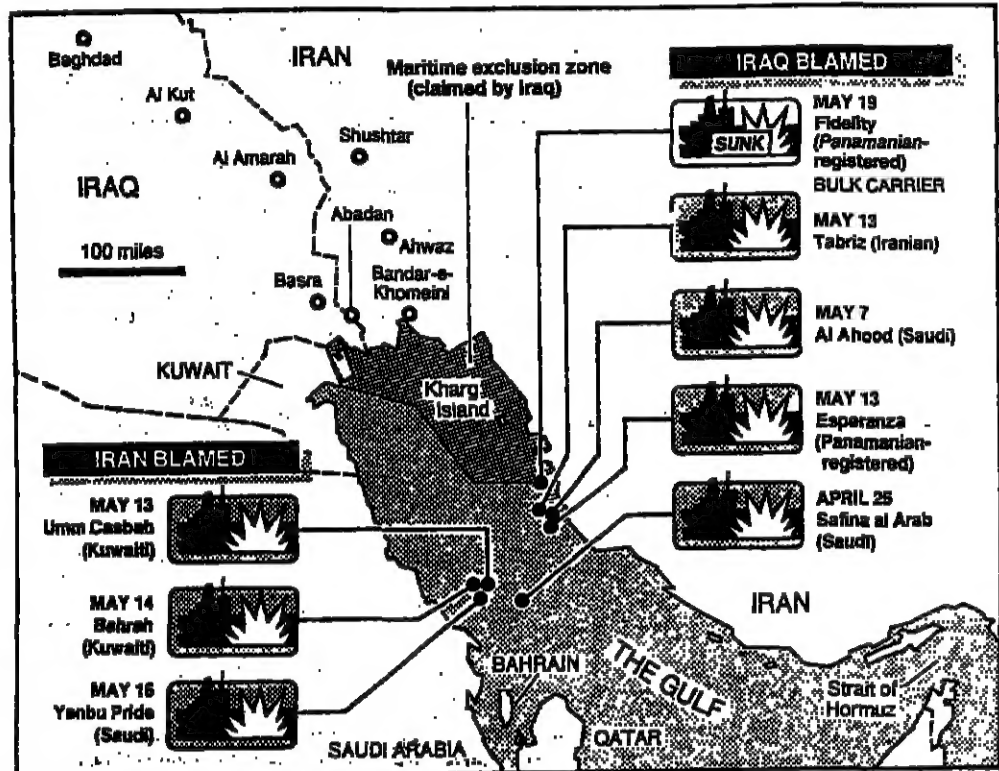 Baghdad
IRAN
Al Kut
Maritime exclusion zone
(claimed by Iraq)
Shushtar
Al Amarah
IRAQ
Abadan
100 miles
Ahwaz
Basra
Bandar-e-
Khomeini
KUWAIT
Kharg
Island
IRAQ BLAMED
SUNK
MAY 19
Fidelity
(Panamanian-
registered)
BULK CARRIER
MAY 13
Tabriz (Iranian)
MAY 7
Al Ahood (Saudi)
MAY 13
Esperanza
(Panamanian-
registered)
APRIL 25
Safina al Arab
(Saudi)
IRAN BLAMED
MAY 13
Umm Casbah
(Kuwaiti)
MAY 14
Bahrah
(Kuwaiti)
MAY 16
Yanbu Pride
(Saudi)
IRAN
BAHRAIN
THE GULF
Strait of
Hormuz
SAUDI ARABIA
QATAR